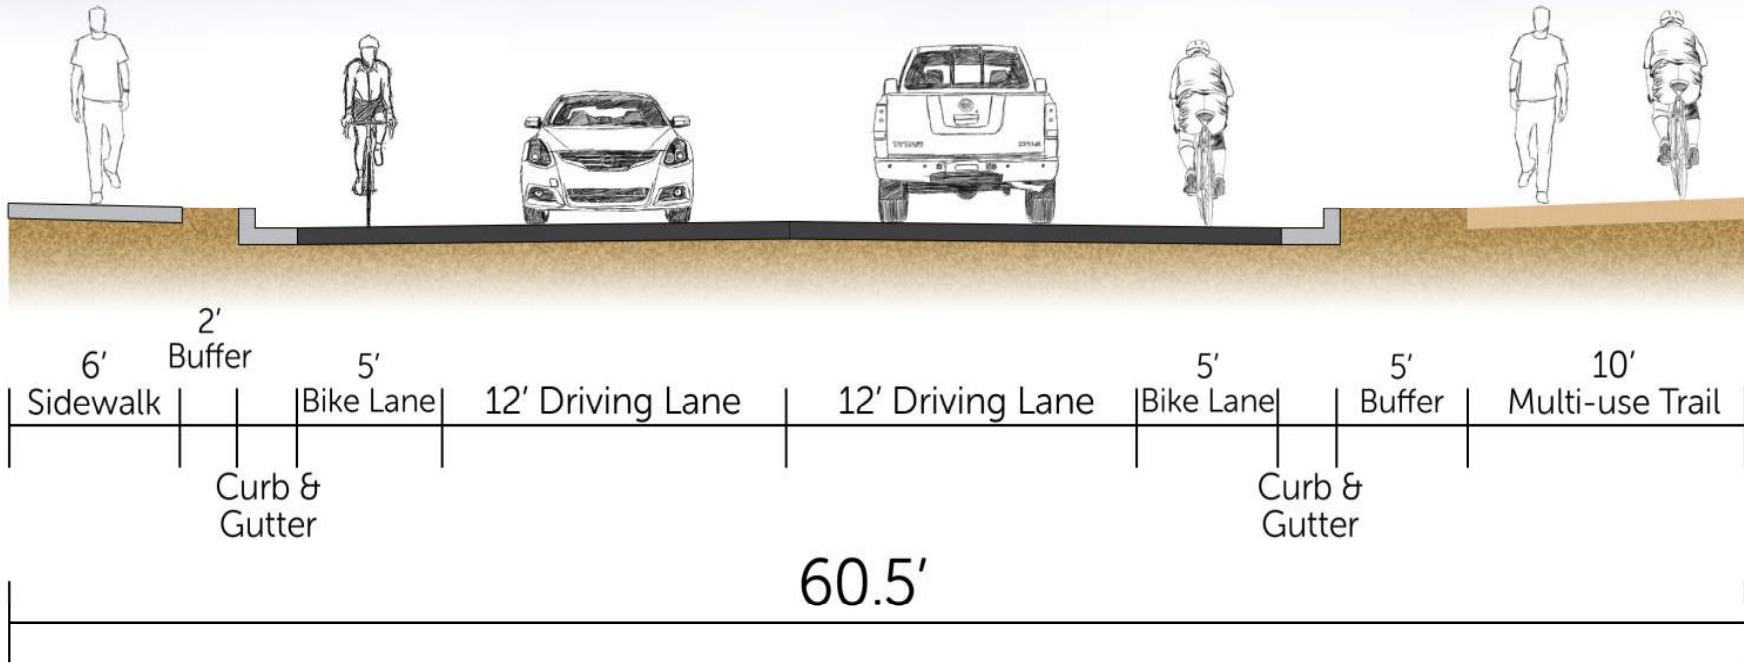 TITAN
2'
Buffer
6'
Sidewalk
5'
Bike Lane
12' Driving Lane
12' Driving Lane
5'
Bike Lane
5'
Buffer
10'
Multi-use Trail
Curb &
Gutter
Curb &
Gutter
60.5'